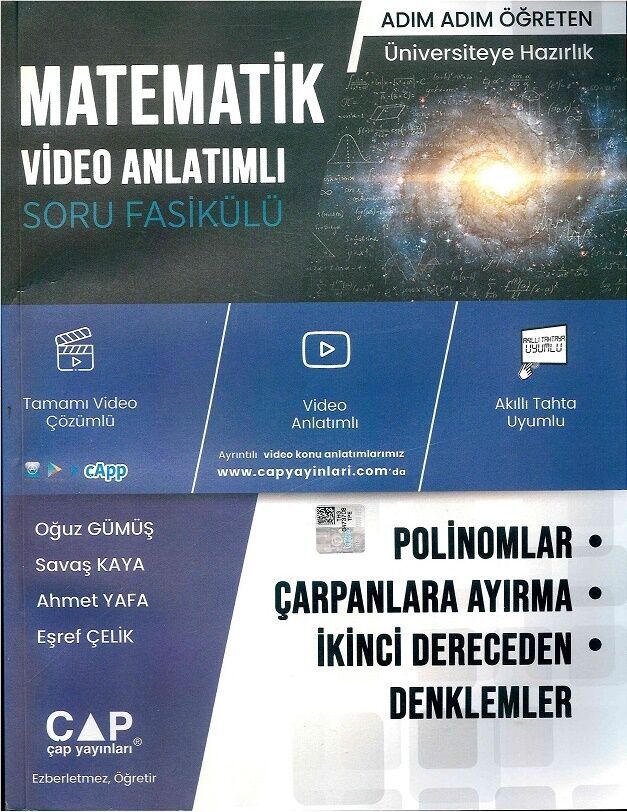 ADIM ADIM ÖĞRETEN
Üniversiteye Hazırlık
MATEMATİK
VİDEO ANLATIMLI
SORU FASİKÜLÜ
AKILLI TAHTAYA
UYUMLU
Tamamı Video
Çözümlü
Video
Anlatımlı
Akıllı Tahta
Uyumlu
cApp
Ayrıntılı video konu anlatımlarımız
www.capyayinlari.com'da
Oğuz GÜMÜŞ
Savaş KAYA
Ahmet YAFA
Eşref ÇELİK
POLİNOMLAR •
ÇARPANLARA AYIRMA •
İKİNCİ DERECEDEN •
DENKLEMLER
ÇAP
çap yayınları®
Ezberletmez, Öğretir